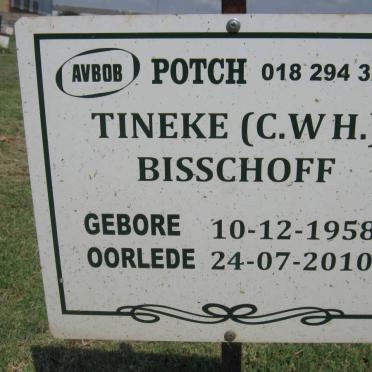 AVBOB POTCH 018 294 3
TINEKE (C.W H.)
BISSCHOFF
GEBORE 10-12-1958
OORLEDE 24-07-2010